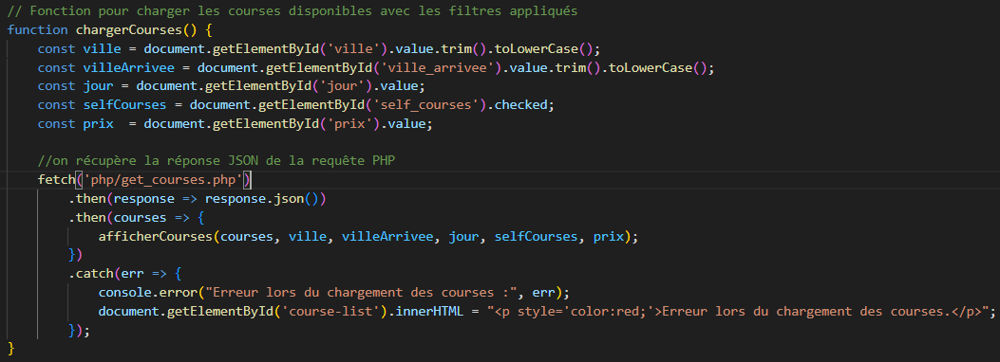 // Fonction pour charger les courses disponibles avec les filtres appliqués
function chargerCourses() {
    const ville = document.getElementById('ville').value.trim().toLowerCase();
    const villeArrivee = document.getElementById('ville_arrivee').value.trim().toLowerCase();
    const jour = document.getElementById('jour').value;
    const selfCourses = document.getElementById('self_courses').checked;
    const prix  = document.getElementById('prix').value;

    //on récupère la réponse JSON de la requête PHP
    fetch('php/get_courses.php')
        .then(response => response.json())
        .then(courses => {
            afficherCourses(courses, ville, villeArrivee, jour, selfCourses, prix);
        })
        .catch(err => {
            console.error("Erreur lors du chargement des courses :", err);
            document.getElementById('course-list').innerHTML = "<p style='color:red;'>Erreur lors du chargement des courses.</p>";
        });
}